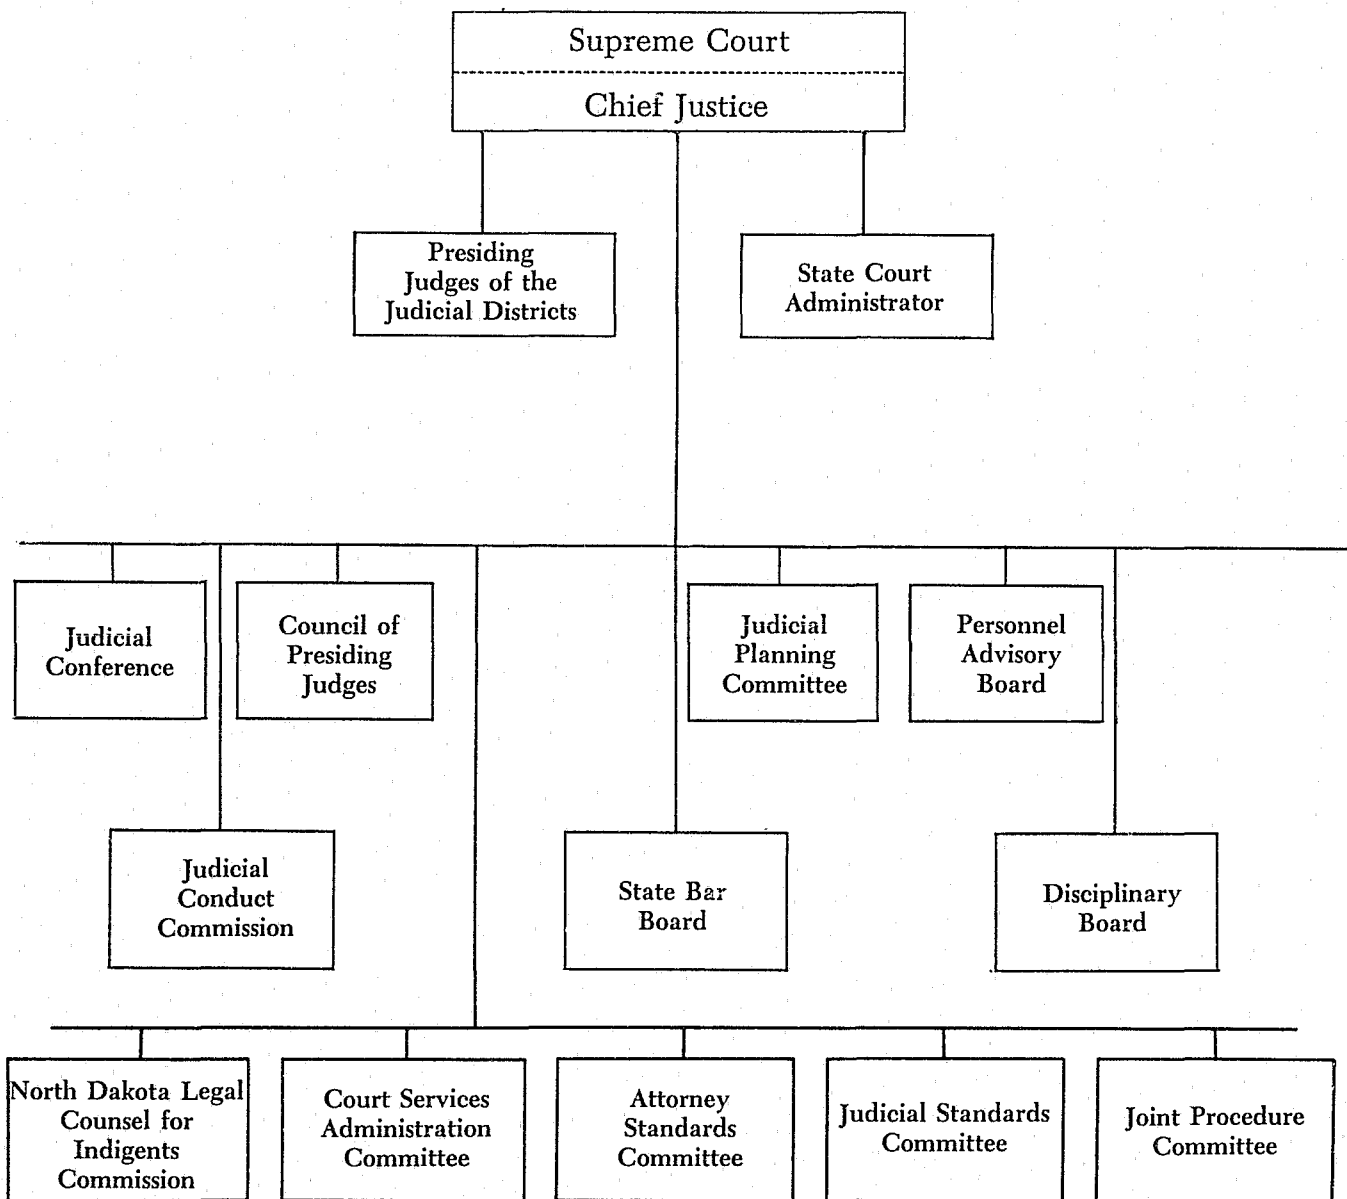 Supreme Court
Chief Justice
Presiding
Judges of the
Judicial Districts
State Court
Administrator
Judicial
Conference
Council of
Presiding
Judges
Judicial
Planning
Committee
Personnel
Advisory
Board
Judicial
Conduct
Commission
State Bar
Board
Disciplinary
Board
North Dakota Legal
Counsel for
Indigents
Commission
Court Services
Administration
Committee
Attorney
Standards
Committee
Judicial Standards
Committee
Joint Procedure
Committee